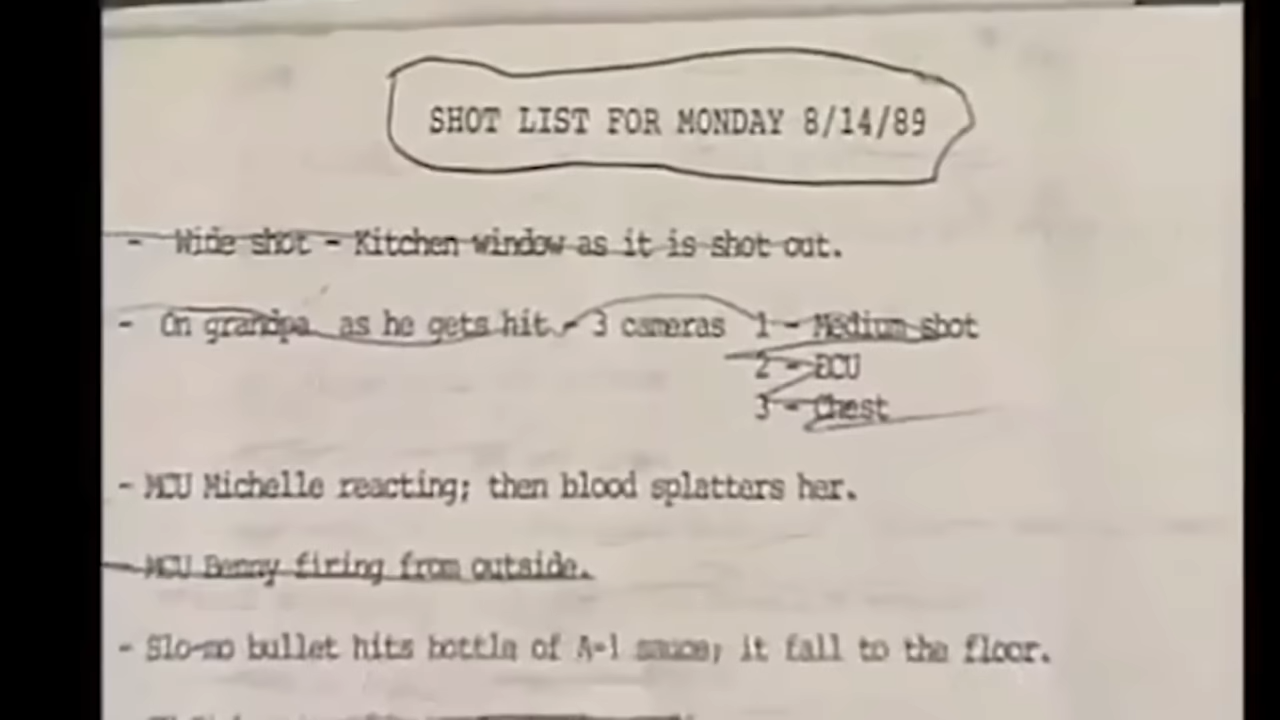 SHOT LIST FOR MONDAY 8/14/89
- Wide shot - Kitchen window as it is shot out.
- On grandpa as he gets hit - 3 cameras 1 - Medium shot
2 - ECU
3 - Chest
- MCU Michelle reacting; then blood splatters her.
- MCU Benny firing from outside.
- Slo-mo bullet hits bottle of A-1 sauce; it fall to the floor.